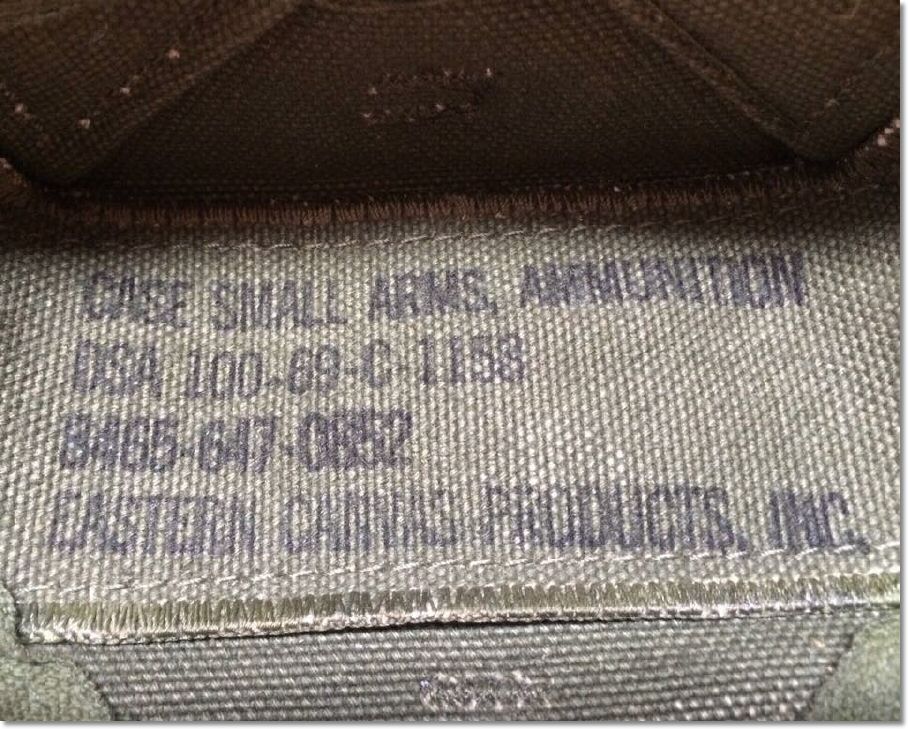 CASE SMALL ARMS, AMMUNITION
DSA 100-69-C-1158
8465-647-0852
EASTERN CANVAS PRODUCTS, INC.